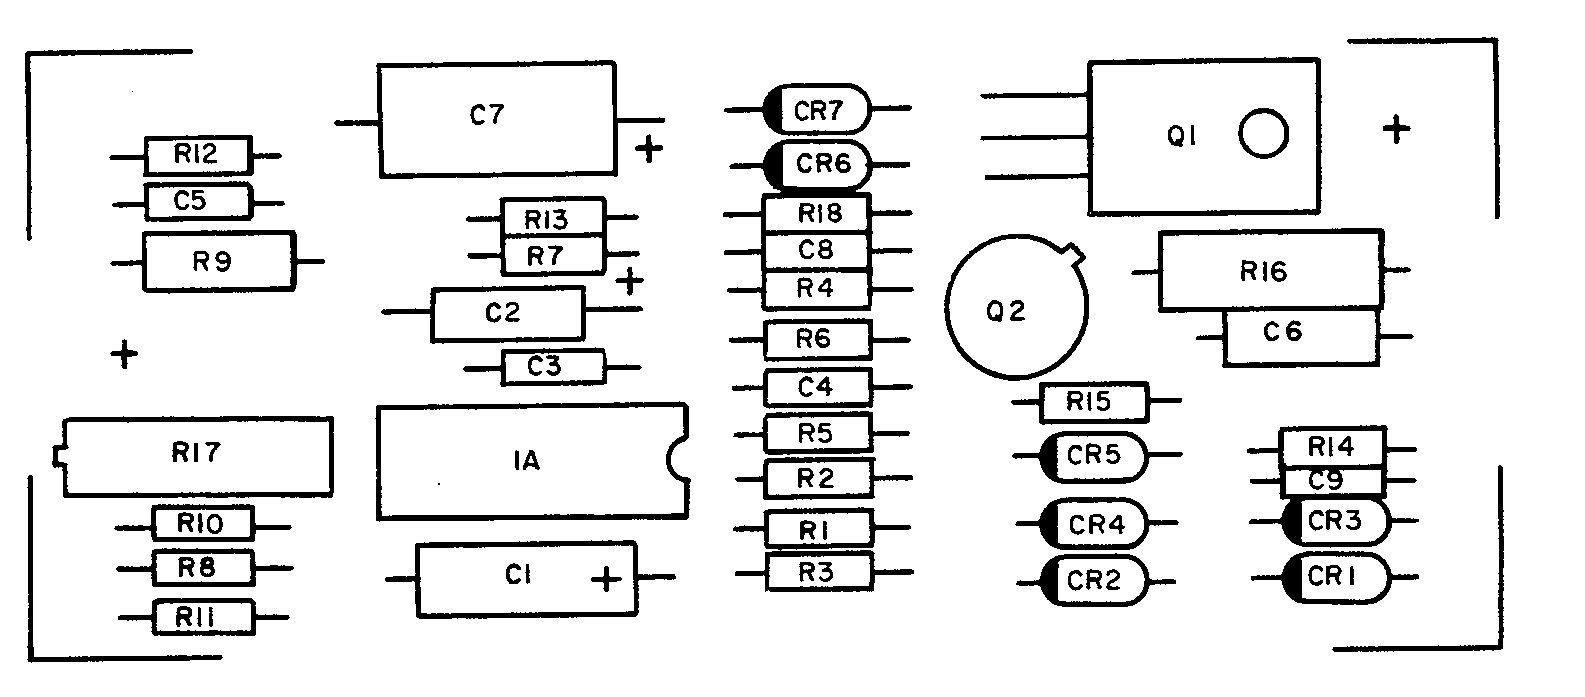 C7
CR7
Q1
+
R12
+
CR6
C5
R13
R18
R9
R7
C8
R16
+
R4
C2
Q2
C6
+
R6
C3
C4
R15
R17
1A
R5
CR5
R14
R2
C9
R10
R1
CR4
CR3
R8
C1 +
R3
CR2
CR1
R11